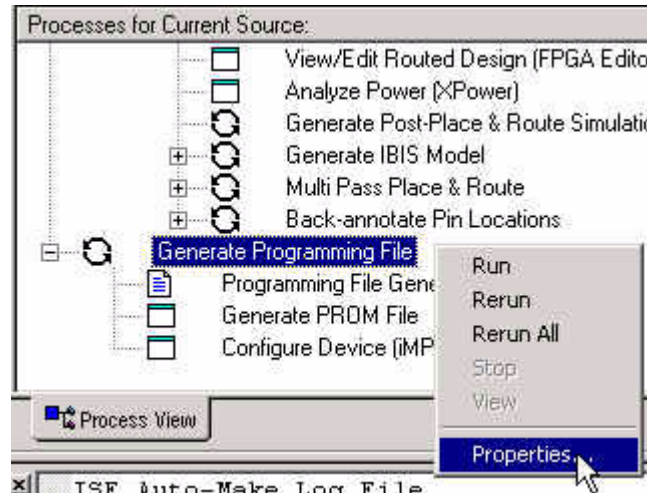 Processes for Current Source:
View/Edit Routed Design (FPGA Edito
Analyze Power (XPower)
Generate Post-Place & Route Simulatio
Generate IBIS Model
Multi Pass Place & Route
Back-annotate Pin Locations
Generate Programming File
Programming File Gene
Generate PROM File
Configure Device (iMP
Run
Rerun
Rerun All
Stop
View
Properties...
Process View
ISE Auto-Make Log File